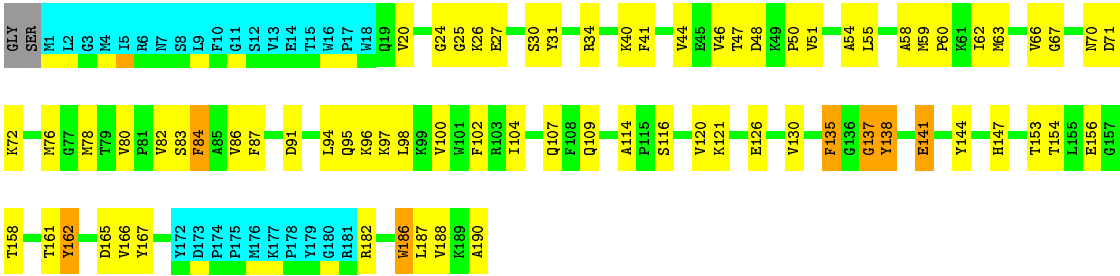 GLY SER M1 L2 G3 M4 I5 R6 N7 S8 L9 F10 G11 S12 V13 E14 T15 W16 P17 W18 Q19 V20 G24 G25 K26 E27 S30 Y31 R34 K40 F41 V44 E45 V46 T47 D48 K49 P50 V51 A54 L55 A58 M59 P60 K61 I62 M63 V66 G67 N70 D71
K72 M76 G77 M78 T79 V80 P81 V82 S83 F84 A85 V86 F87 D91 L94 Q95 K96 K97 L98 K99 V100 W101 F102 R103 I104 Q107 F108 Q109 A114 P115 S116 V120 K121 E126 V130 F135 G136 G137 Y138 E141 Y144 H147 T153 T154 L155 E156 G157
T158 T161 Y162 D165 V166 Y167 Y172 D173 P174 P175 M176 K177 P178 Y179 G180 R181 R182 W186 L187 V188 K189 A190